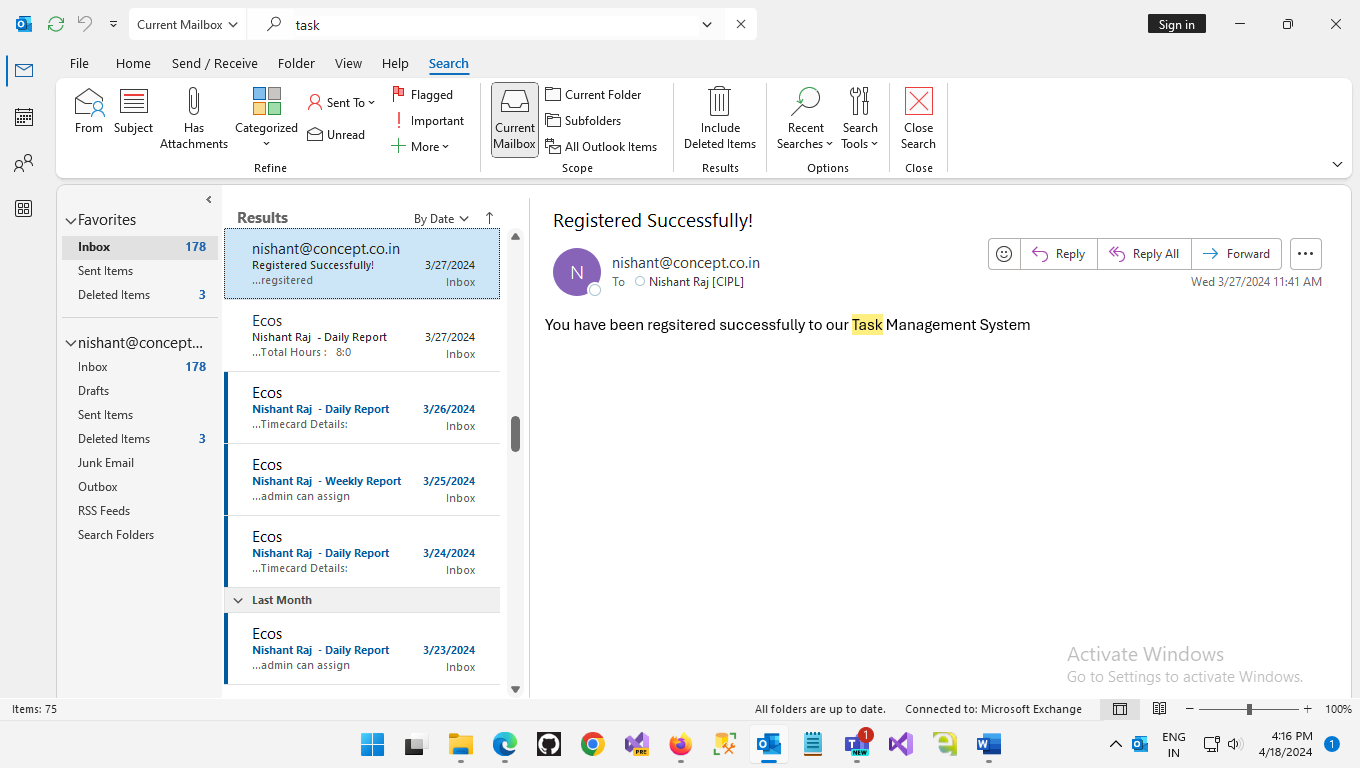 Current Mailbox
task
Sign in
File Home Send / Receive Folder View Help Search
From
Subject
Has
Attachments
Categorized
Sent To
Unread
Flagged
Important
More
Refine
Current
Mailbox
Current Folder
Subfolders
All Outlook Items
Scope
Include
Deleted Items
Results
Recent
Searches
Search
Tools
Options
Close
Search
Close
Favorites
Inbox 178
Sent Items
Deleted Items 3
nishant@concept...
Inbox 178
Drafts
Sent Items
Deleted Items 3
Junk Email
Outbox
RSS Feeds
Search Folders
Results By Date
nishant@concept.co.in
Registered Successfully! 3/27/2024
...regsitered Inbox
Ecos
Nishant Raj - Daily Report 3/27/2024
...Total Hours : 8:0 Inbox
Ecos
Nishant Raj - Daily Report 3/26/2024
...Timecard Details: Inbox
Ecos
Nishant Raj - Weekly Report 3/25/2024
...admin can assign Inbox
Ecos
Nishant Raj - Daily Report 3/24/2024
...Timecard Details: Inbox
Last Month
Ecos
Nishant Raj - Daily Report 3/23/2024
...admin can assign Inbox
Registered Successfully!
N
nishant@concept.co.in
To Nishant Raj [CIPL]
Reply Reply All Forward
Wed 3/27/2024 11:41 AM
You have been regsitered successfully to our Task Management System
Activate Windows
Go to Settings to activate Windows.
Items: 75
All folders are up to date. Connected to: Microsoft Exchange
100%
PRE
1
NEW
ENG
IN
4:16 PM
4/18/2024
1